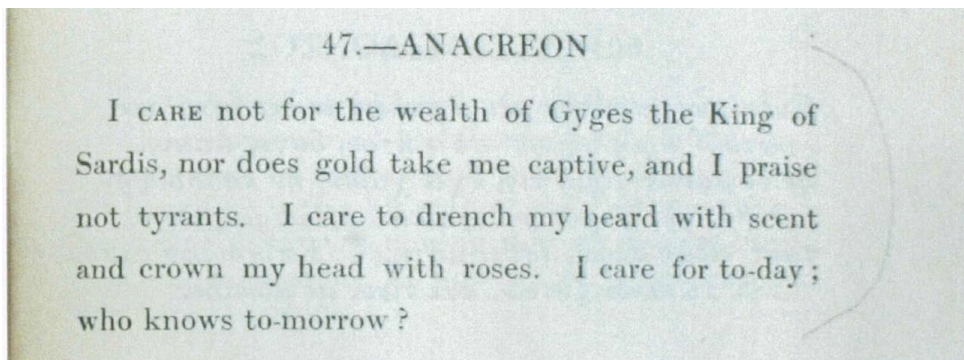 47.—ANACREON
I CARE not for the wealth of Gyges the King of
Sardis, nor does gold take me captive, and I praise
not tyrants. I care to drench my beard with scent
and crown my head with roses. I care for to-day;
who knows to-morrow?